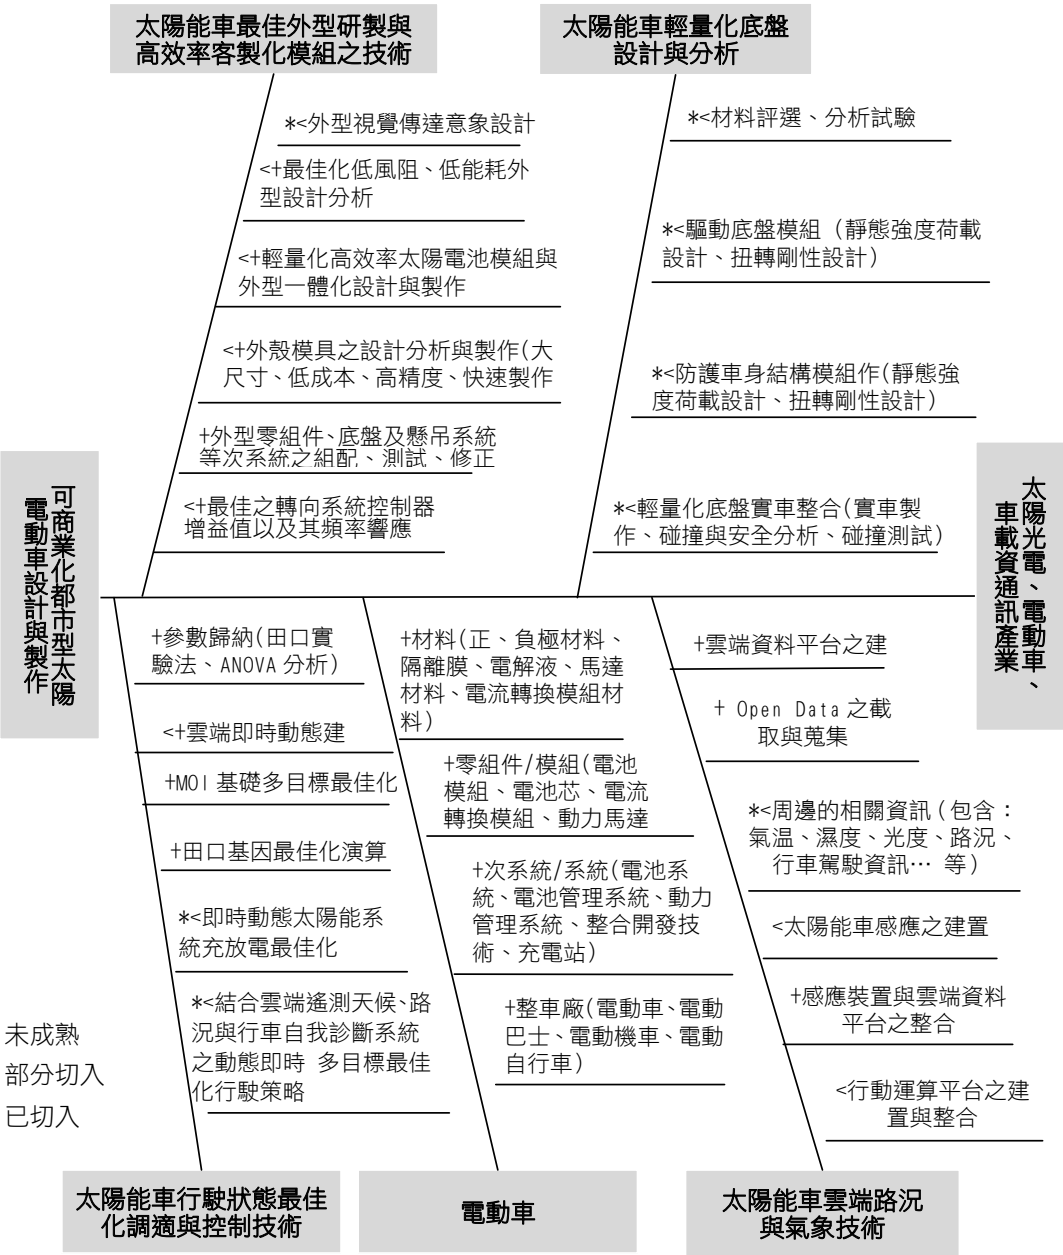 太陽能車最佳外型研製與
高效率客製化模組之技術
太陽能車輕量化底盤
設計與分析
*<外型視覺傳達意象設計
<+最佳化低風阻、低能耗外
型設計分析
<+輕量化高效率太陽電池模組與
外型一體化設計與製作
<+外殼模具之設計分析與製作(大
尺寸、低成本、高精度、快速製作
+外型零組件、底盤及懸吊系統
等次系統之組配、測試、修正
<+最佳之轉向系統控制器
增益值以及其頻率響應
*<材料評選、分析試驗
*<驅動底盤模組 (靜態強度荷載
設計、扭轉剛性設計)
*<防護車身結構模組作(靜態強
度荷載設計、扭轉剛性設計)
*<輕量化底盤實車整合(實車製
作、碰撞與安全分析、碰撞測試)
可商業化都市型太陽
電動車設計與製作
太陽光電、電動車、
車載資通訊產業
+參數歸納(田口實
驗法、ANOVA 分析)
<+雲端即時動態建
+MOI 基礎多目標最佳化
+田口基因最佳化演算
*<即時動態太陽能系
統充放電最佳化
*<結合雲端遙測天候、路
況與行車自我診斷系統
之動態即時 多目標最佳
化行駛策略
+材料(正、負極材料、
隔離膜、電解液、馬達
材料、電流轉換模組材
料)
+零組件/模組(電池
模組、電池芯、電流
轉換模組、動力馬達
+次系統/系統(電池系
統、電池管理系統、動力
管理系統、整合開發技
術、充電站)
+整車廠(電動車、電動
巴士、電動機車、電動
自行車)
+雲端資料平台之建
+ Open Data 之截
取與蒐集
*<周邊的相關資訊(包含：
氣温、濕度、光度、路況、
行車駕駛資訊… 等)
<太陽能車感應之建置
+感應裝置與雲端資料
平台之整合
<行動運算平台之建
置與整合
未成熟
部分切入
已切入
太陽能車行駛狀態最佳
化調適與控制技術
電動車
太陽能車雲端路況
與氣象技術